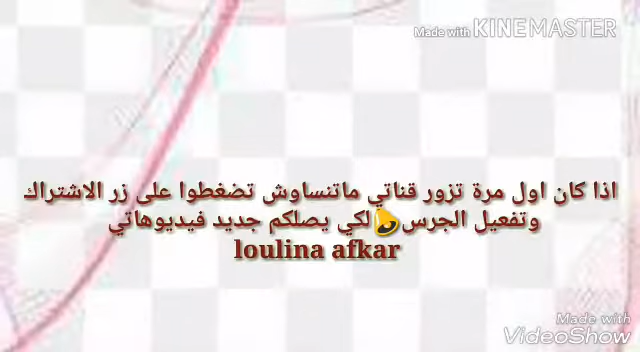 Made with KINEMASTER
اذا كان اول مرة تزور قناتي ماتنساوش تضغطوا على زر الاشتراك
وتفعيل الجرس🔔لكي يصلكم جديد فيديوهاتي
loulina afkar
Made with
VideoShow